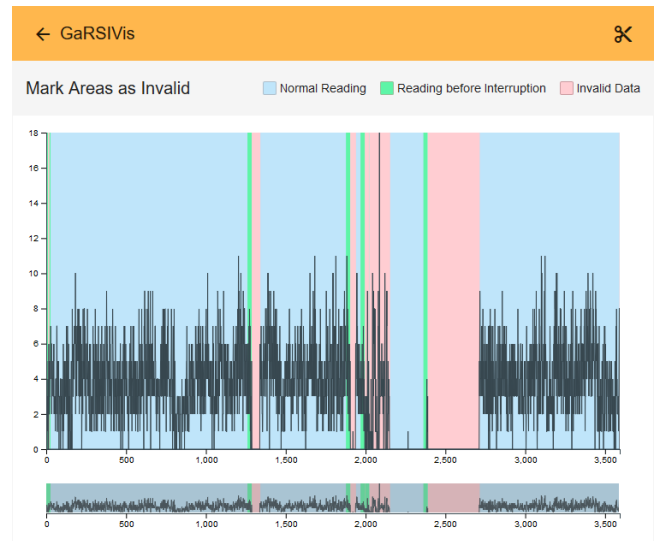 GaRSIVis
Mark Areas as Invalid
Normal Reading Reading before Interruption Invalid Data
18
16
14
12
10
8
6
4
2
0
0 500 1,000 1,500 2,000 2,500 3,000 3,500
0 500 1,000 1,500 2,000 2,500 3,000 3,500